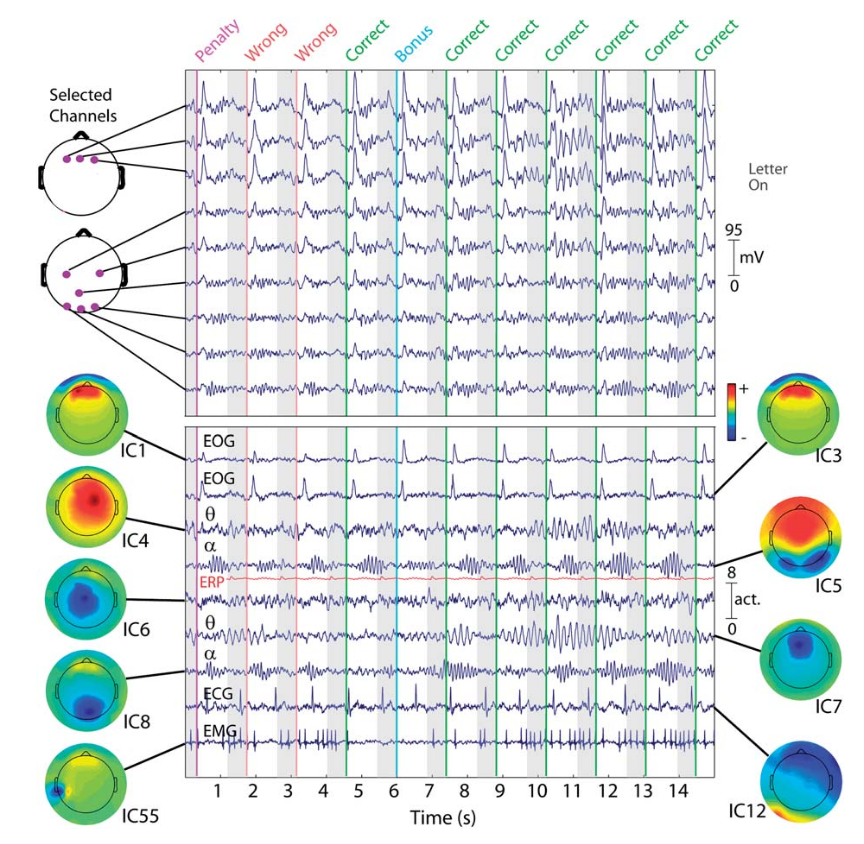 Penalty
Wrong
Wrong
Correct
Bonus
Correct
Correct
Correct
Correct
Correct
Correct
Selected
Channels
Letter
On
95
mV
0
+
-
EOG
IC1
IC3
EOG
θ
IC4
α
IC5
ERP
8
act.
0
IC6
θ
α
IC7
IC8
ECG
EMG
IC55
IC12
1 2 3 4 5 6 7 8 9 10 11 12 13 14
Time (s)